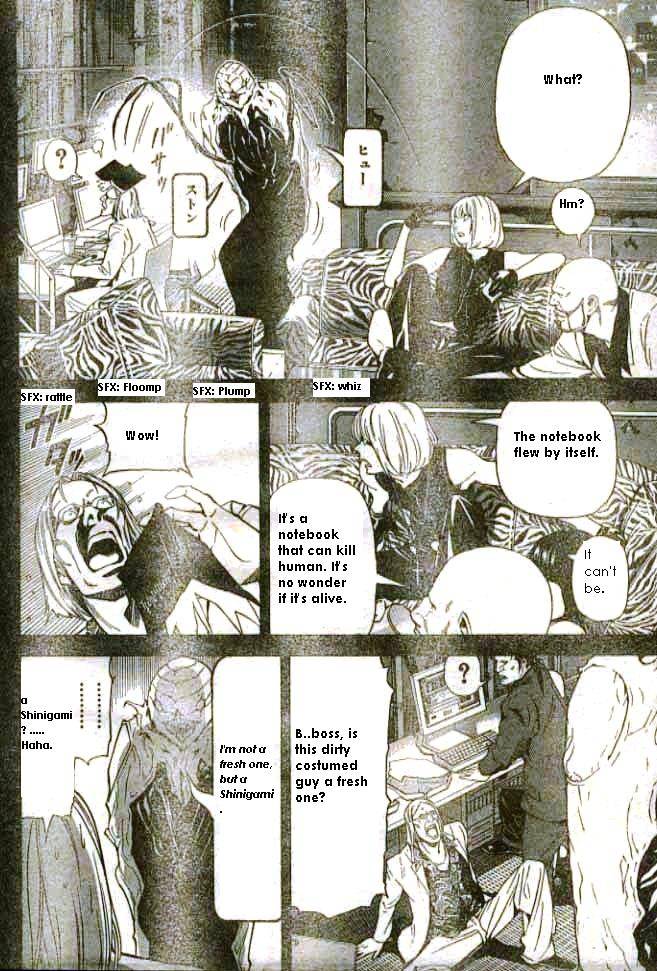 What?
Hm?
ヒュー
バサッ
ストン
?
SFX: rattle
SFX: Floomp
SFX: Plump
SFX: whiz
The notebook
flew by itself.
It
can't
be.
It's a
notebook
that can kill
human. It's
no wonder
if it's alive.
Wow!
?
B..boss, is
this dirty
costumed
guy a fresh
one?
I'm not a
fresh one,
but a
Shinigami
.
a
Shinigami
? .....
Haha.